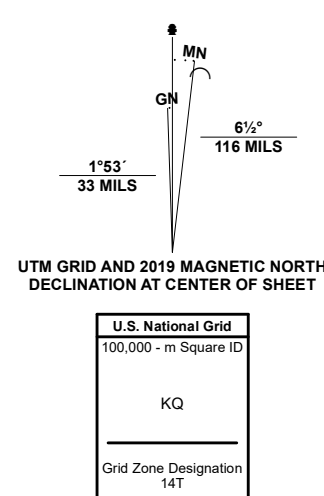 MN
GN
6½°
116 MILS
1°53´
33 MILS
UTM GRID AND 2019 MAGNETIC NORTH
DECLINATION AT CENTER OF SHEET
U.S. National Grid
100,000 - m Square ID
KQ
Grid Zone Designation
14T